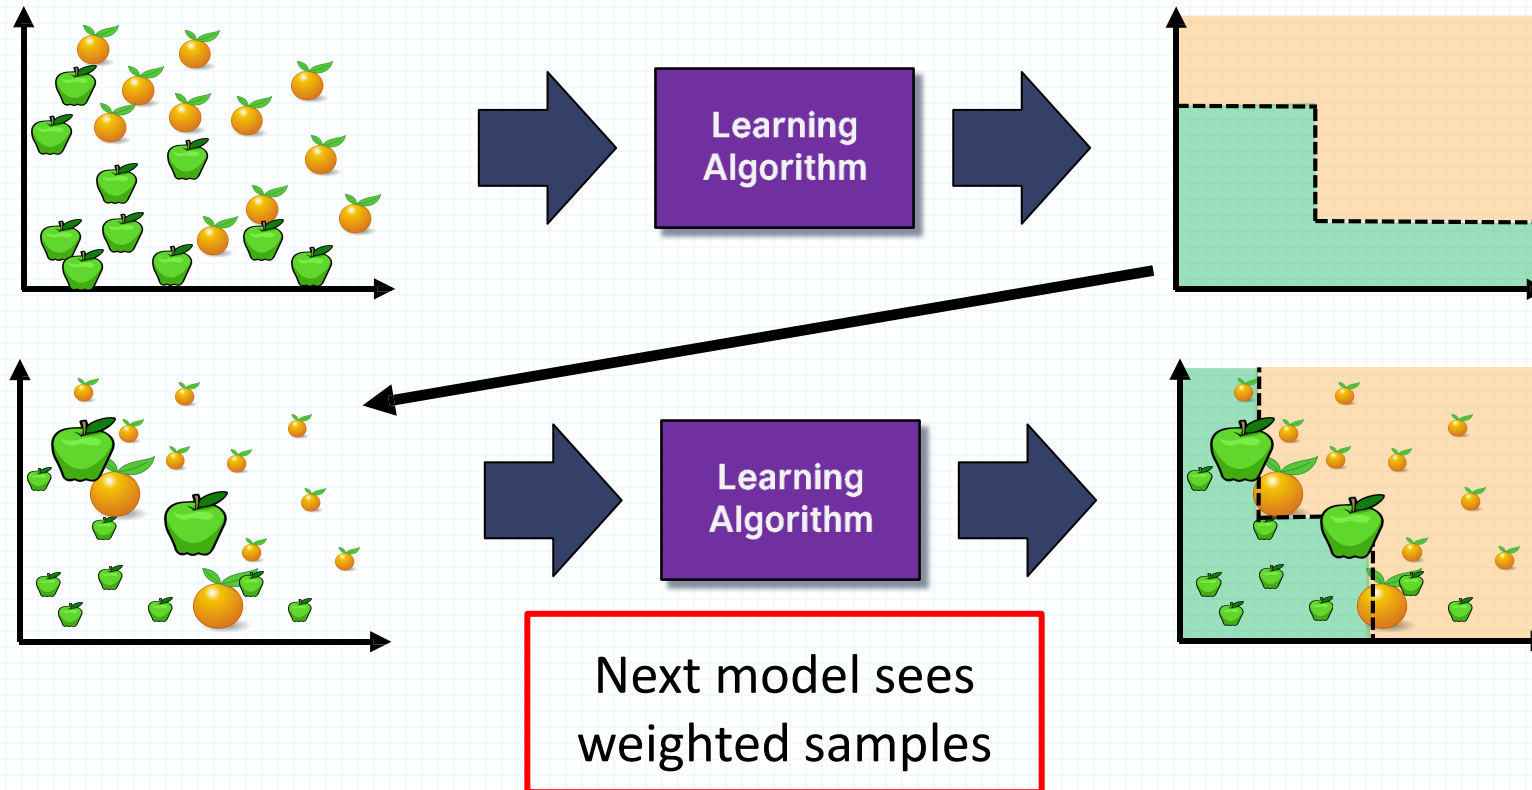 Learning
Algorithm
Learning
Algorithm
Next model sees
weighted samples